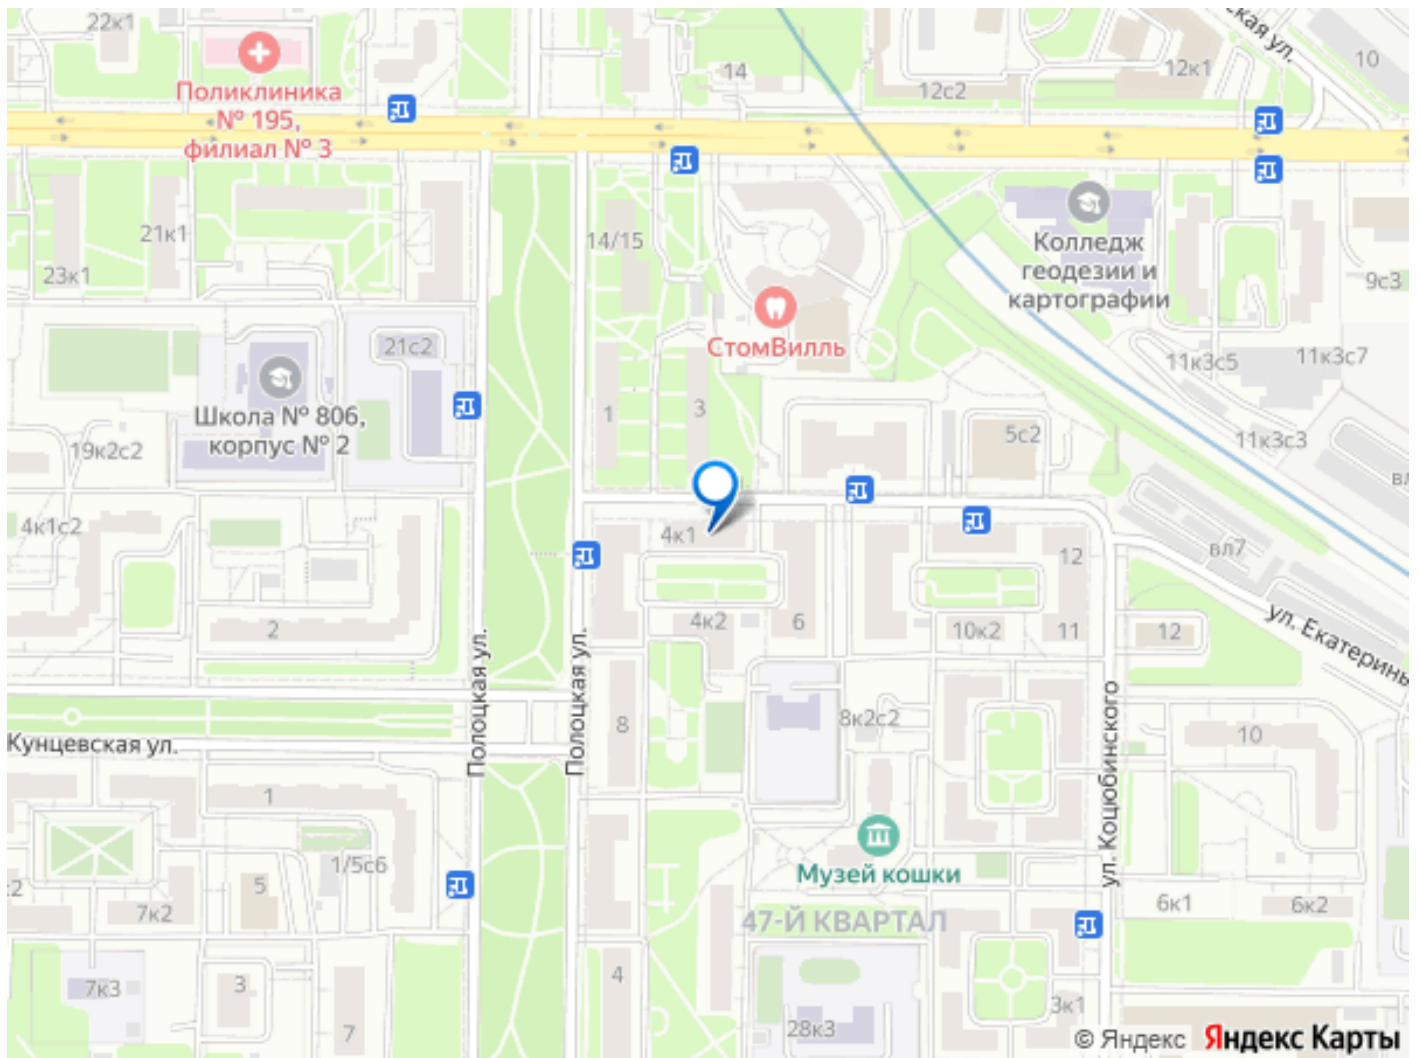 22к1
ская ул.
10
14
12к1
12с2
Поликлиника
№ 195,
филиал № 3
21к1
14/15
23к1
Колледж
геодезии и
картографии
9с3
СтомВилль
21с2
11к3с5
11к3с7
Школа № 806,
корпус № 2
1
3
19к2с2
5с2
11к3с3
вл
4к1с2
4к1
12
вл7
2
4к2
6
10к2
11
12
ул. Екатерины
Полоцкая ул.
Полоцкая ул.
8
8к2с2
ул. Коцюбинского
10
Кунцевская ул.
1
1/5с6
Музей кошки
с2
5
7к2
6к1
6к2
47-Й КВАРТАЛ
4
7к3
3
7
28к3
3к1
© Яндекс Яндекс Карты